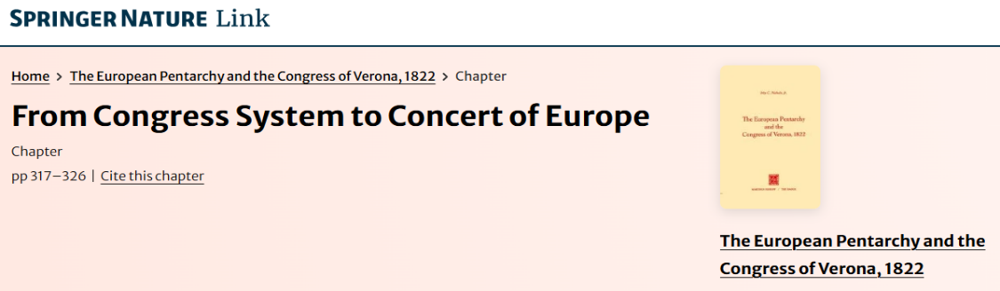 SPRINGER NATURE Link
Home > The European Pentarchy and the Congress of Verona, 1822 > Chapter
From Congress System to Concert of Europe
Chapter
pp 317–326 | Cite this chapter
The European Pentarchy
and the
Congress of Verona, 1822
The European Pentarchy and the
Congress of Verona, 1822